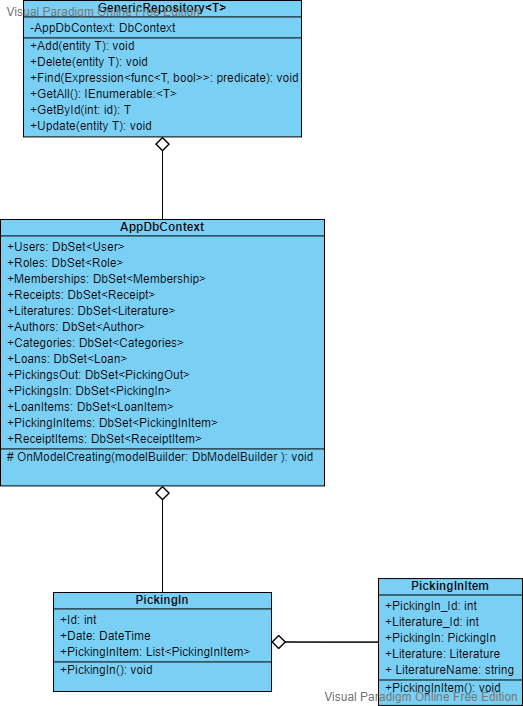 GenericRepository<T>
Visual Paradigm Online Free Edition
-AppDbContext: DbContext
+Add(entity T): void
+Delete(entity T): void
+Find(Expression<func<T, bool>>: predicate): void
+GetAll(): IEnumerable:<T>
+GetById(int: id): T
+Update(entity T): void
AppDbContext
+Users: DbSet<User>
+Roles: DbSet<Role>
+Memberships: DbSet<Membership>
+Receipts: DbSet<Receipt>
+Literatures: DbSet<Literature>
+Authors: DbSet<Author>
+Categories: DbSet<Categories>
+Loans: DbSet<Loan>
+PickingsOut: DbSet<PickingOut>
+PickingsIn: DbSet<PickingIn>
+LoanItems: DbSet<LoanItem>
+PickingInItems: DbSet<PickingInItem>
+ReceiptItems: DbSet<ReceiptItem>
# OnModelCreating(modelBuilder: DbModelBuilder ): void
PickingIn
+Id: int
+Date: DateTime
+PickingInItem: List<PickingInItem>
+PickingIn(): void
PickingInItem
+PickingIn_Id: int
+Literature_Id: int
+PickingIn: PickingIn
+Literature: Literature
+ LiteratureName: string
+PickingInItem(): void
Visual Paradigm Online Free Edition